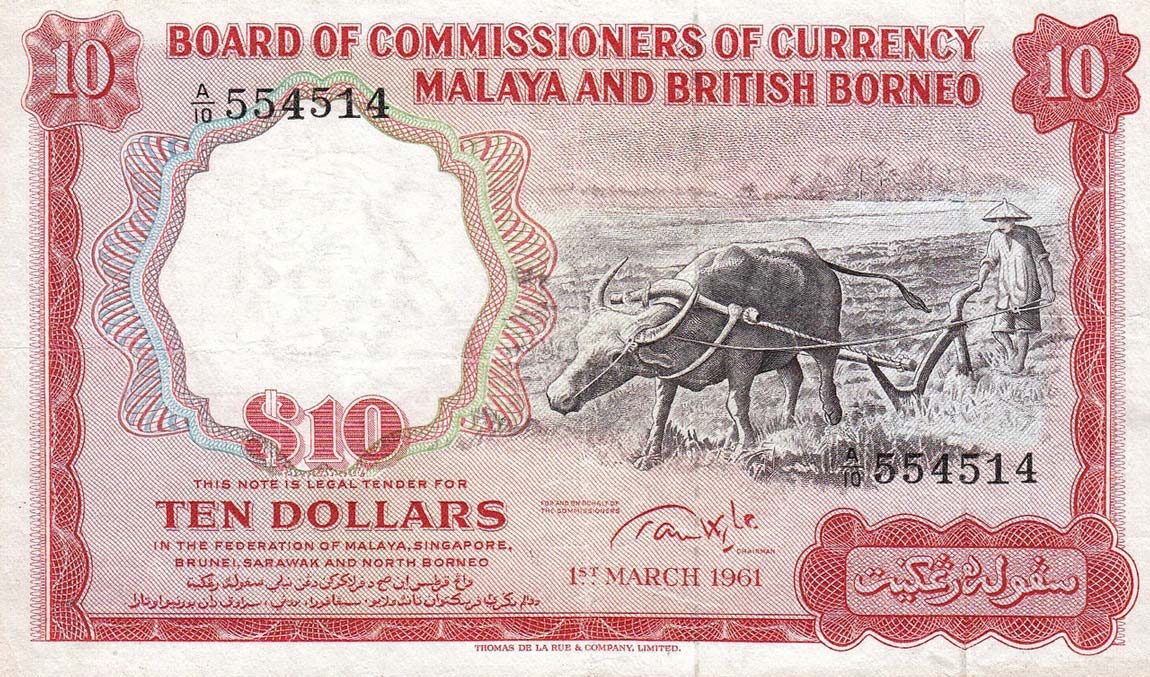 10
BOARD OF COMMISSIONERS OF CURRENCY
MALAYA AND BRITISH BORNEO
10
A/10 554514
$10
A/10 554514
THIS NOTE IS LEGAL TENDER FOR
TEN DOLLARS
IN THE FEDERATION OF MALAYA, SINGAPORE,
BRUNEI, SARAWAK AND NORTH BORNEO
FOR AND ON BEHALF OF
THE COMMISSIONERS
CHAIRMAN
1ST MARCH 1961
سڤوله رڠݢيت
THOMAS DE LA RUE & COMPANY, LIMITED.